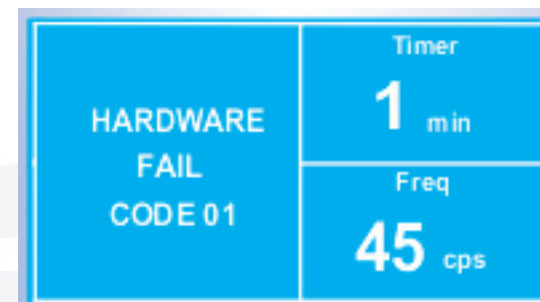 HARDWARE
FAIL
CODE 01
Timer
1 min
Freq
45 cps